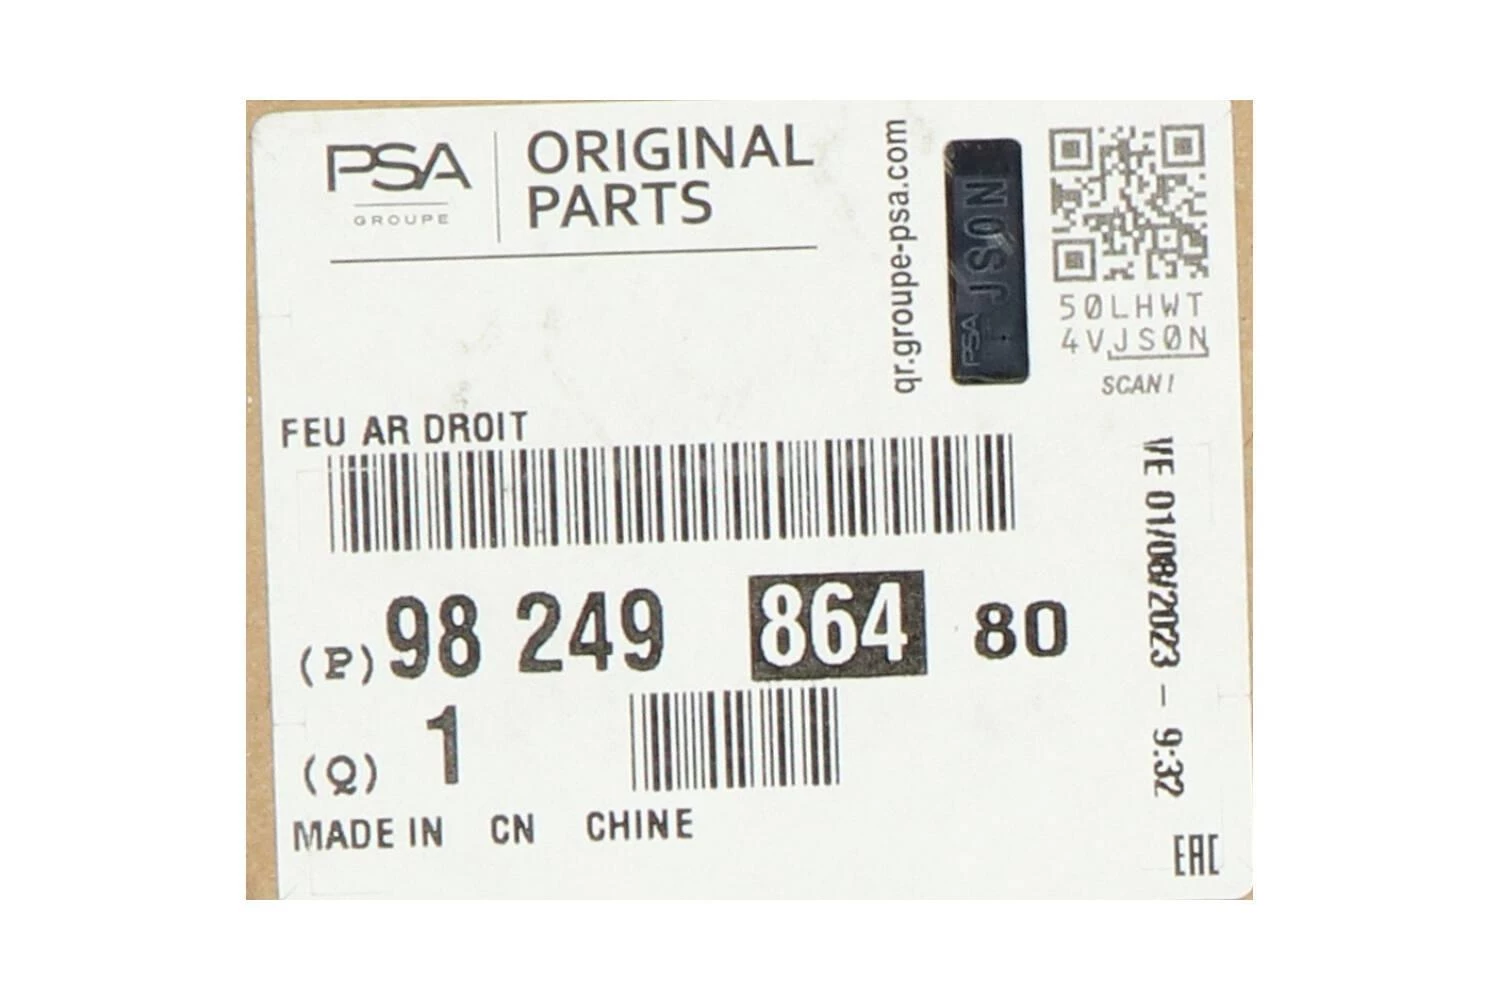 PSA
GROUPE
ORIGINAL
PARTS
qr.groupe-psa.com
PSA JS0N
50LHWT
4VJS0N
SCAN!
FEU AR DROIT
(P) 98 249 864 80
(Q) 1
MADE IN CN CHINE
VE 01/08/2023 - 9:32
EAC